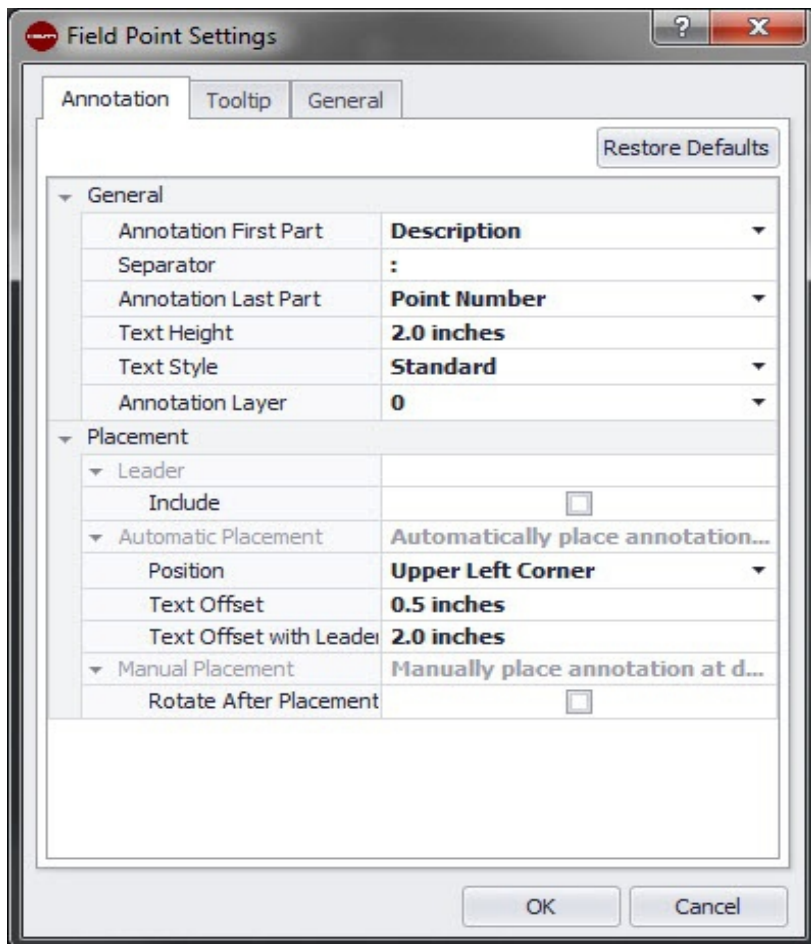 Field Point Settings
?
X
Annotation Tooltip General
Restore Defaults
General
Annotation First Part Description
Separator :
Annotation Last Part Point Number
Text Height 2.0 inches
Text Style Standard
Annotation Layer 0
Placement
Leader
Include
Automatic Placement Automatically place annotation...
Position Upper Left Corner
Text Offset 0.5 inches
Text Offset with Leader 2.0 inches
Manual Placement Manually place annotation at d...
Rotate After Placement
OK Cancel